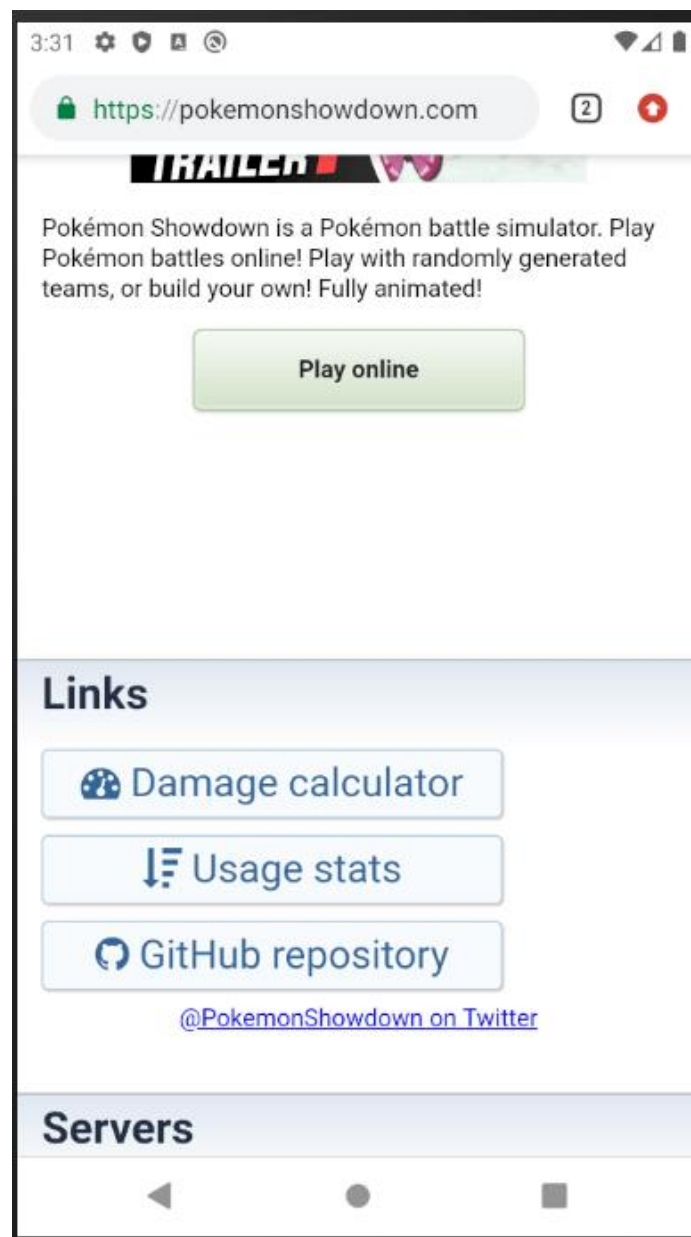 3:31
https://pokemonshowdown.com
2
TRAILER
Pokémon Showdown is a Pokémon battle simulator. Play
Pokémon battles online! Play with randomly generated
teams, or build your own! Fully animated!
Play online
Links
Damage calculator
Usage stats
GitHub repository
@PokemonShowdown on Twitter
Servers